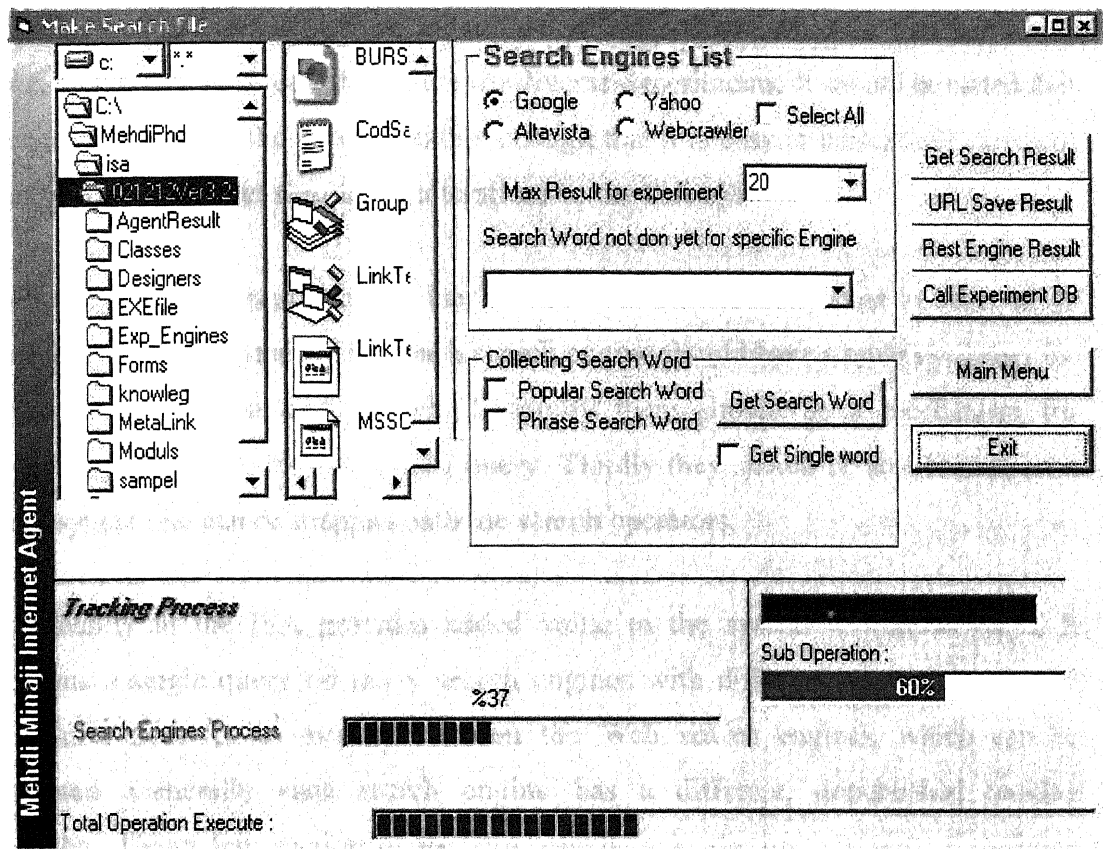 Make Search File
c:
*.*
C:\
MehdiPhd
isa
AgentResult
Classes
Designers
EXEfile
Exp_Engines
Forms
knowleg
MetaLink
Moduls
sampel
BURS
CodSa
Group
LinkTe
LinkTe
MSSC
Search Engines List
Google
Yahoo
Select All
Altavista
Webcrawler
Max Result for experiment
20
Search Word not don yet for specific Engine
Collecting Search Word
Popular Search Word
Phrase Search Word
Get Search Word
Get Single word
Get Search Result
URL Save Result
Rest Engine Result
Call Experiment DB
Main Menu
Exit
Mehdi Minaji Internet Agent
Tracking Process
Sub Operation :
60%
%37
Search Engines Process
Total Operation Execute :